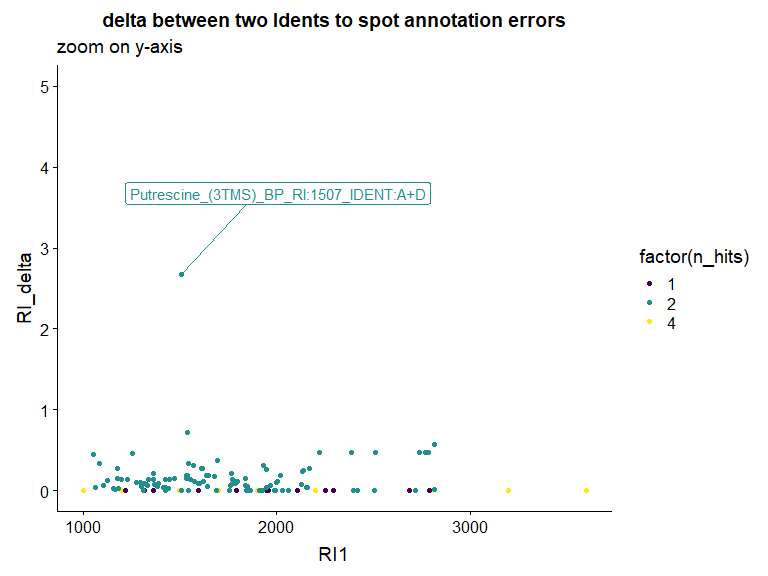 delta between two Idents to spot annotation errors
zoom on y-axis
5
4
Putrescine_(3TMS)_BP_RI:1507_IDENT:A+D
3
2
1
0
RI_delta
1000 2000 3000
RI1
factor(n_hits)
1
2
4